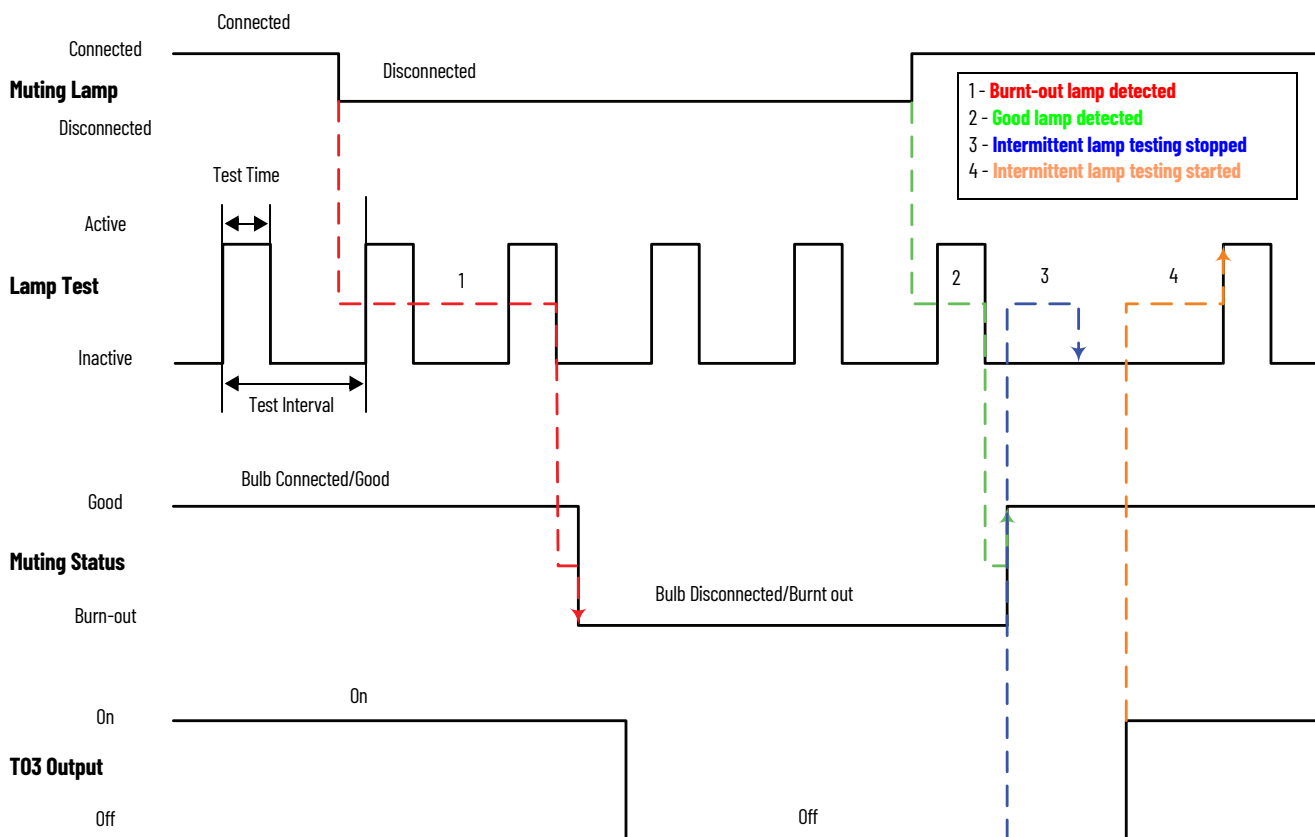 Connected
Connected
Disconnected
Muting Lamp
Disconnected
1 - Burnt-out lamp detected
2 - Good lamp detected
3 - Intermittent lamp testing stopped
4 - Intermittent lamp testing started
Test Time
Active
Lamp Test
1
2
3
4
Inactive
Test Interval
Bulb Connected/Good
Good
Muting Status
Bulb Disconnected/Burnt out
Burn-out
On
On
T03 Output
Off
Off